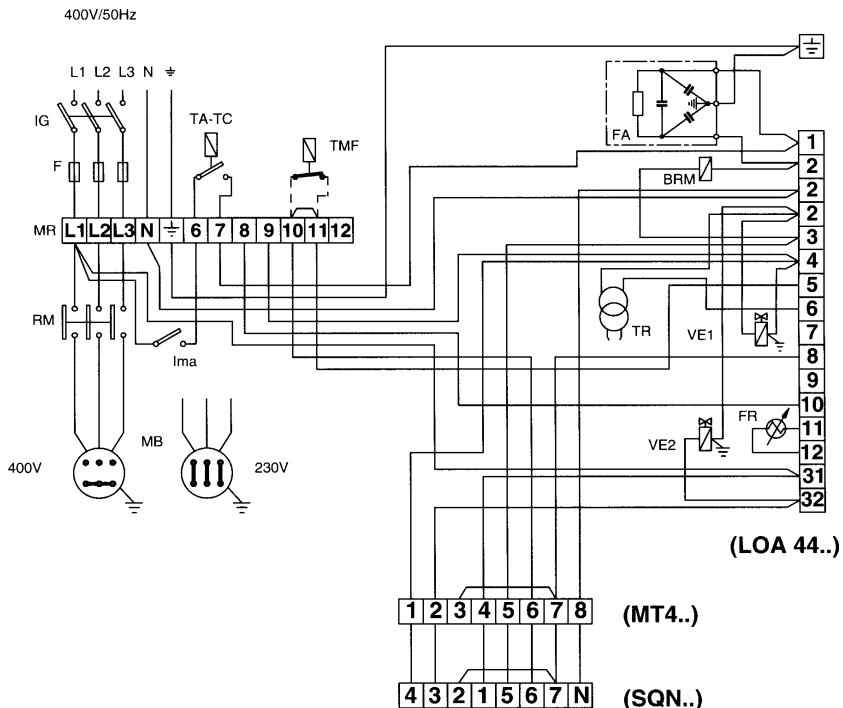 400V/50Hz
L1 L2 L3 N
IG
TA-TC
TMF
F
FA
BRM
MR L1 L2 L3 N 6 7 8 9 10 11 12
RM
Ima
TR
VE1
VE2
FR
MB
400V
230V
1
2
2
2
3
4
5
6
7
8
9
10
11
12
31
32
(LOA 44..)
1 2 3 4 5 6 7 8 (MT4..)
4 3 2 1 5 6 7 N (SQN..)